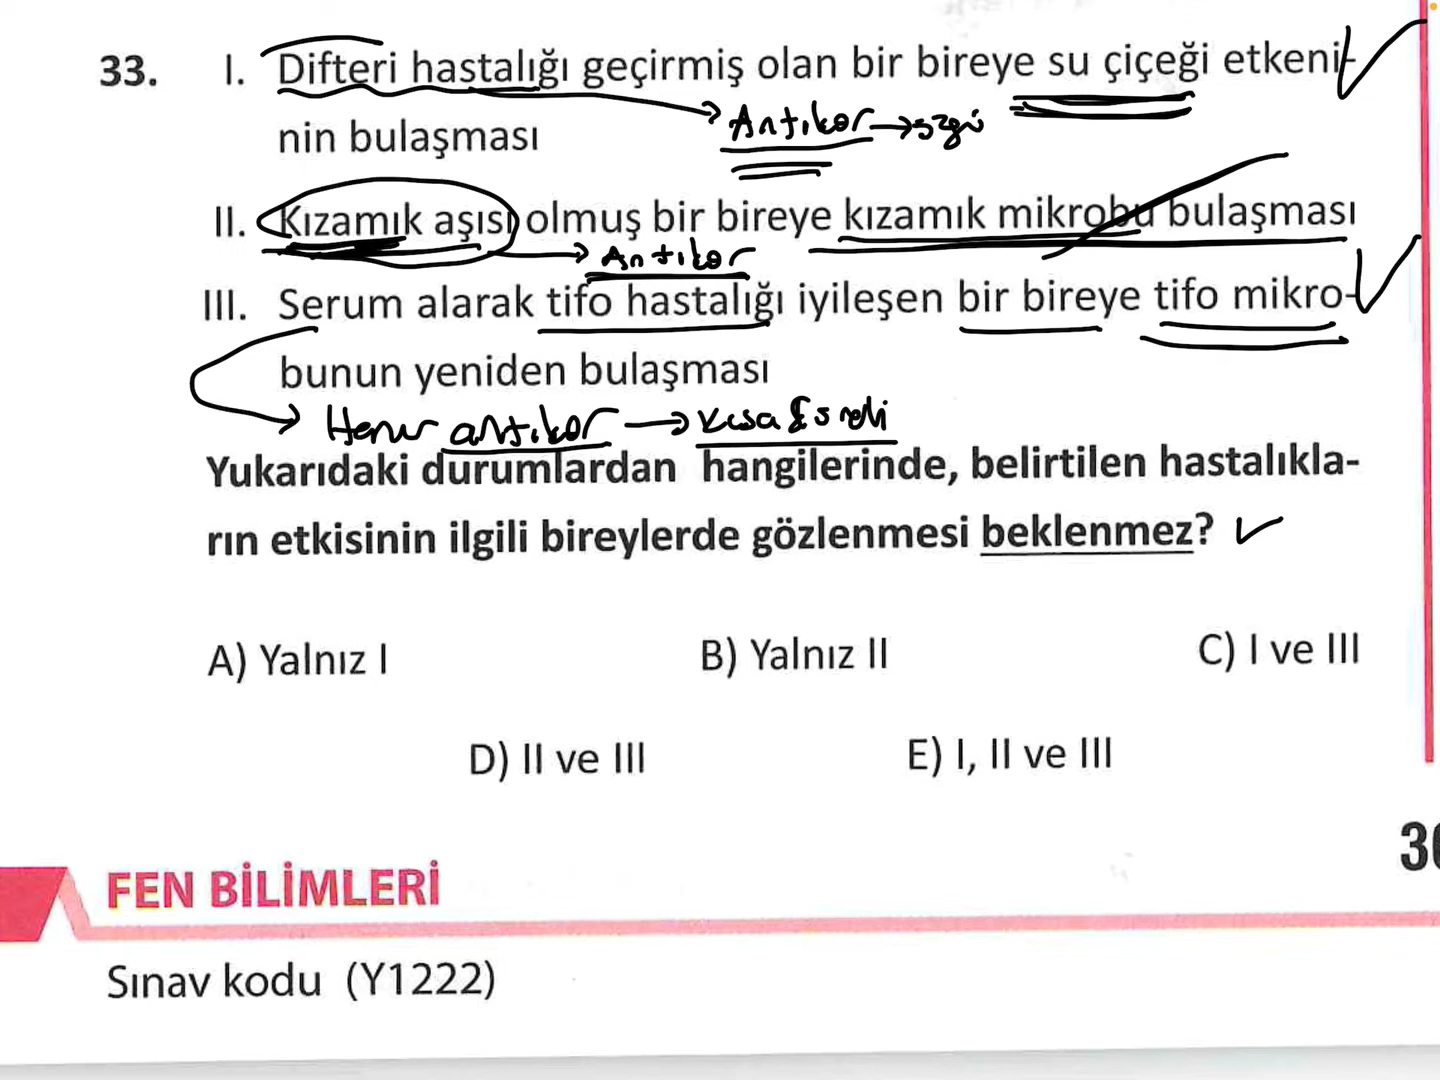 33. I. Difteri hastalığı geçirmiş olan bir bireye su çiçeği etkeni-
Antikor → özgü
nin bulaşması
II. Kızamık aşısı olmuş bir bireye kızamık mikrobu bulaşması
→ Antikor
III. Serum alarak tifo hastalığı iyileşen bir bireye tifo mikro-
bunun yeniden bulaşması
→ antikor → kısa
Yukarıdaki durumlardan hangilerinde, belirtilen hastalıkla-
rın etkisinin ilgili bireylerde gözlenmesi beklenmez?
A) Yalnız I B) Yalnız II C) I ve III
D) II ve III E) I, II ve III
FEN BİLİMLERİ
Sınav kodu (Y1222)